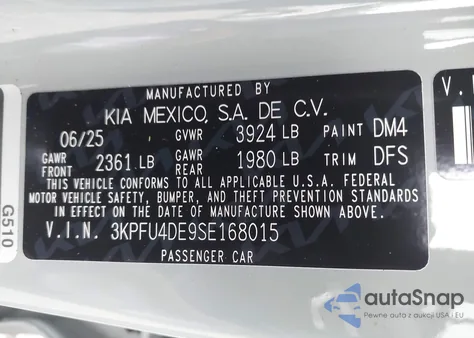 MANUFACTURED BY
KIA MEXICO, S.A. DE C.V.
06/25 GVWR 3924 LB PAINT DM4
GAWR FRONT 2361 LB GAWR REAR 1980 LB TRIM DFS
THIS VEHICLE CONFORMS TO ALL APPLICABLE U.S.A. FEDERAL
MOTOR VEHICLE SAFETY, BUMPER, AND THEFT PREVENTION STANDARDS
IN EFFECT ON THE DATE OF MANUFACTURE SHOWN ABOVE.
V.I.N. 3KPFU4DE9SE168015
PASSENGER CAR
G510
V.I
autoSnap
Pewne auto z aukcji USA i EU